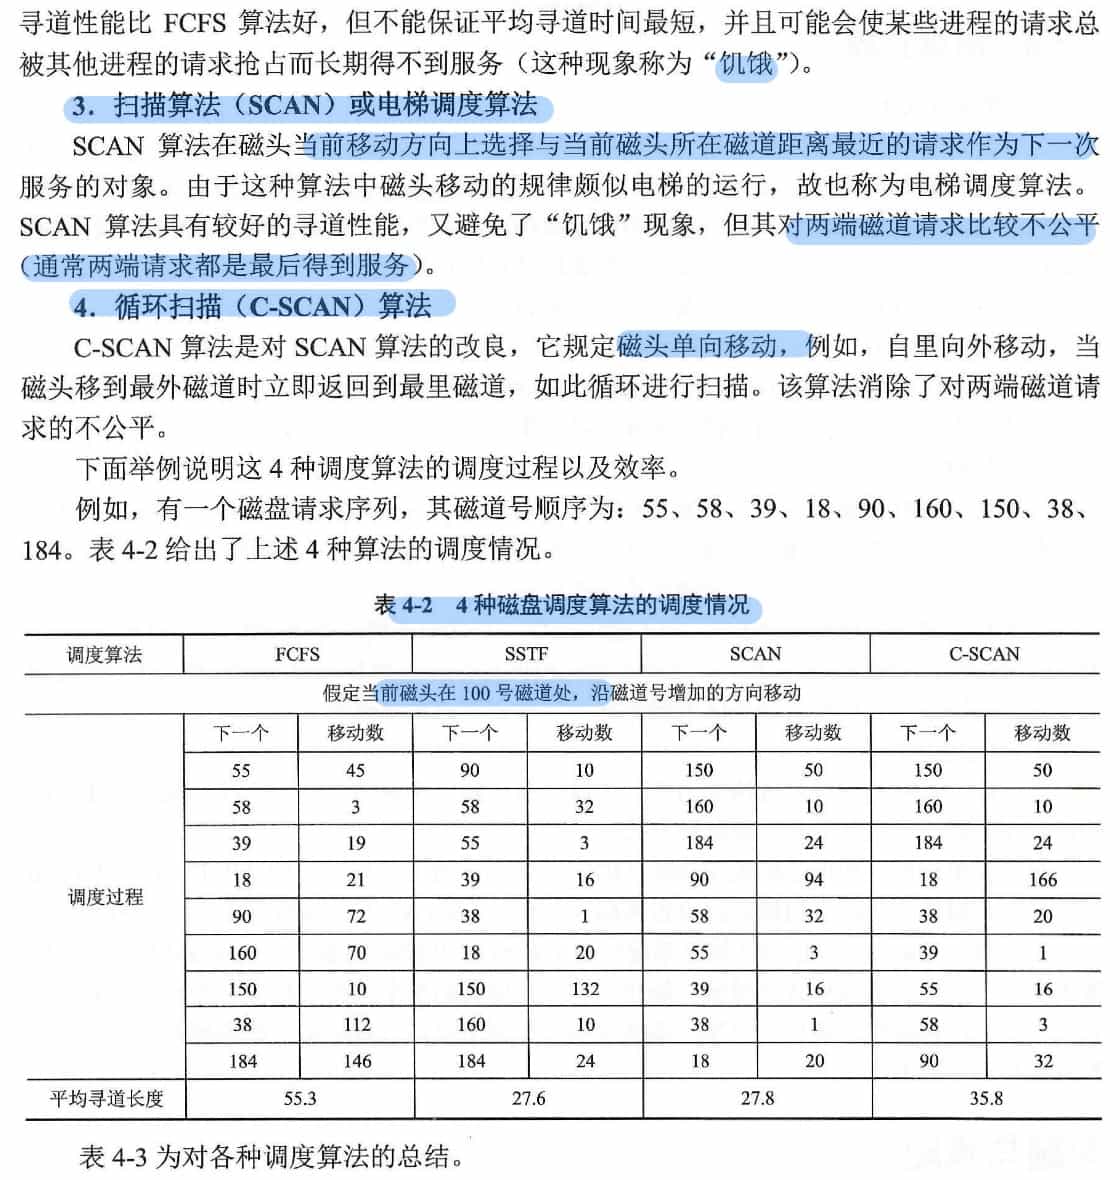 寻道性能比 FCFS 算法好，但不能保证平均寻道时间最短，并且可能会使某些进程的请求总
被其他进程的请求抢占而长期得不到服务（这种现象称为“饥饿”）。
3．扫描算法（SCAN）或电梯调度算法
SCAN 算法在磁头当前移动方向上选择与当前磁头所在磁道距离最近的请求作为下一次
服务的对象。由于这种算法中磁头移动的规律颇似电梯的运行，故也称为电梯调度算法。
SCAN 算法具有较好的寻道性能，又避免了“饥饿”现象，但其对两端磁道请求比较不公平
（通常两端请求都是最后得到服务）。
4．循环扫描（C-SCAN）算法
C-SCAN 算法是对 SCAN 算法的改良，它规定磁头单向移动，例如，自里向外移动，当
磁头移到最外磁道时立即返回到最里磁道，如此循环进行扫描。该算法消除了对两端磁道请
求的不公平。
下面举例说明这 4 种调度算法的调度过程以及效率。
例如，有一个磁盘请求序列，其磁道号顺序为：55、58、39、18、90、160、150、38、
184。表 4-2 给出了上述 4 种算法的调度情况。
表 4-2 4 种磁盘调度算法的调度情况
调度算法 FCFS SSTF SCAN C-SCAN
假定当前磁头在 100 号磁道处，沿磁道号增加的方向移动
下一个 移动数 下一个 移动数 下一个 移动数 下一个 移动数
55 45 90 10 150 50 150 50
58 3 58 32 160 10 160 10
39 19 55 3 184 24 184 24
18 21 39 16 90 94 18 166
调度过程
90 72 38 1 58 32 38 20
160 70 18 20 55 3 39 1
150 10 150 132 39 16 55 16
38 112 160 10 38 1 58 3
184 146 184 24 18 20 90 32
平均寻道长度 55.3 27.6 27.8 35.8
表 4-3 为对各种调度算法的总结。